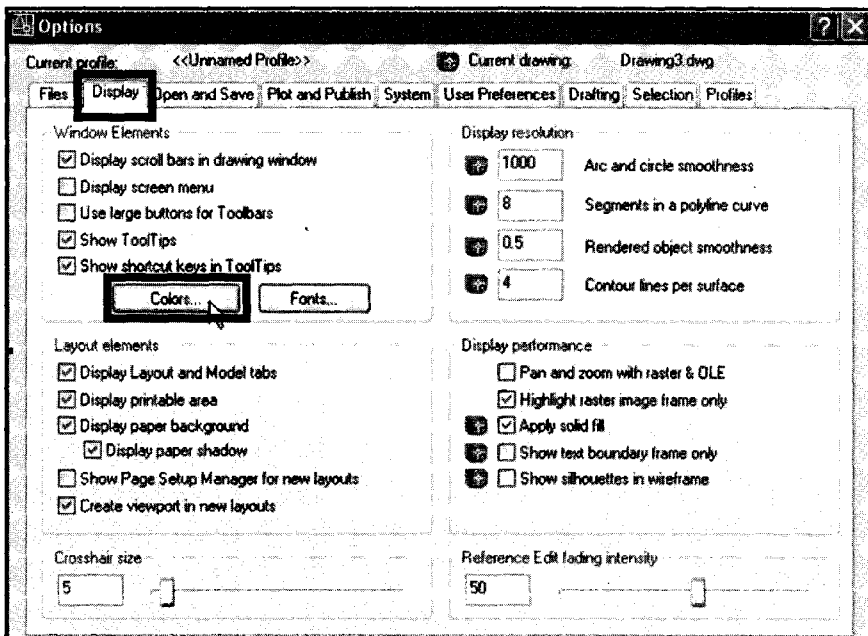 Options
Current profile: <<Unnamed Profile>> Current drawing: Drawing3.dwg
Files Display Open and Save Plot and Publish System User Preferences Drafting Selection Profiles
Window Elements
Display scroll bars in drawing window
Display screen menu
Use large buttons for Toolbars
Show ToolTips
Show shortcut keys in ToolTips
Colors... Fonts...
Display resolution
1000 Arc and circle smoothness
8 Segments in a polyline curve
0.5 Rendered object smoothness
4 Contour lines per surface
Layout elements
Display Layout and Model tabs
Display printable area
Display paper background
Display paper shadow
Show Page Setup Manager for new layouts
Create viewport in new layouts
Display performance
Pan and zoom with raster & OLE
Highlight raster image frame only
Apply solid fill
Show text boundary frame only
Show silhouettes in wireframe
Crosshair size
5
Reference Edit fading intensity
50